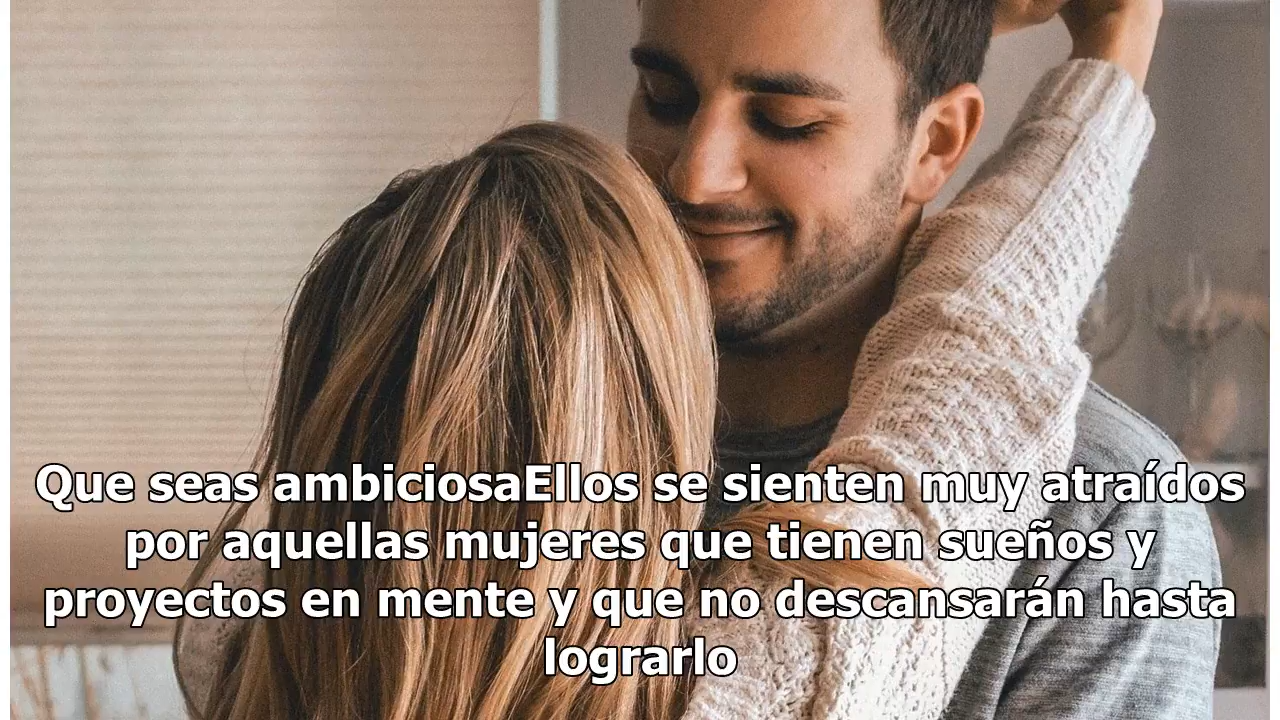 Que seas ambiciosaEllos se sienten muy atraídos
por aquellas mujeres que tienen sueños y
proyectos en mente y que no descansarán hasta
lograrlo